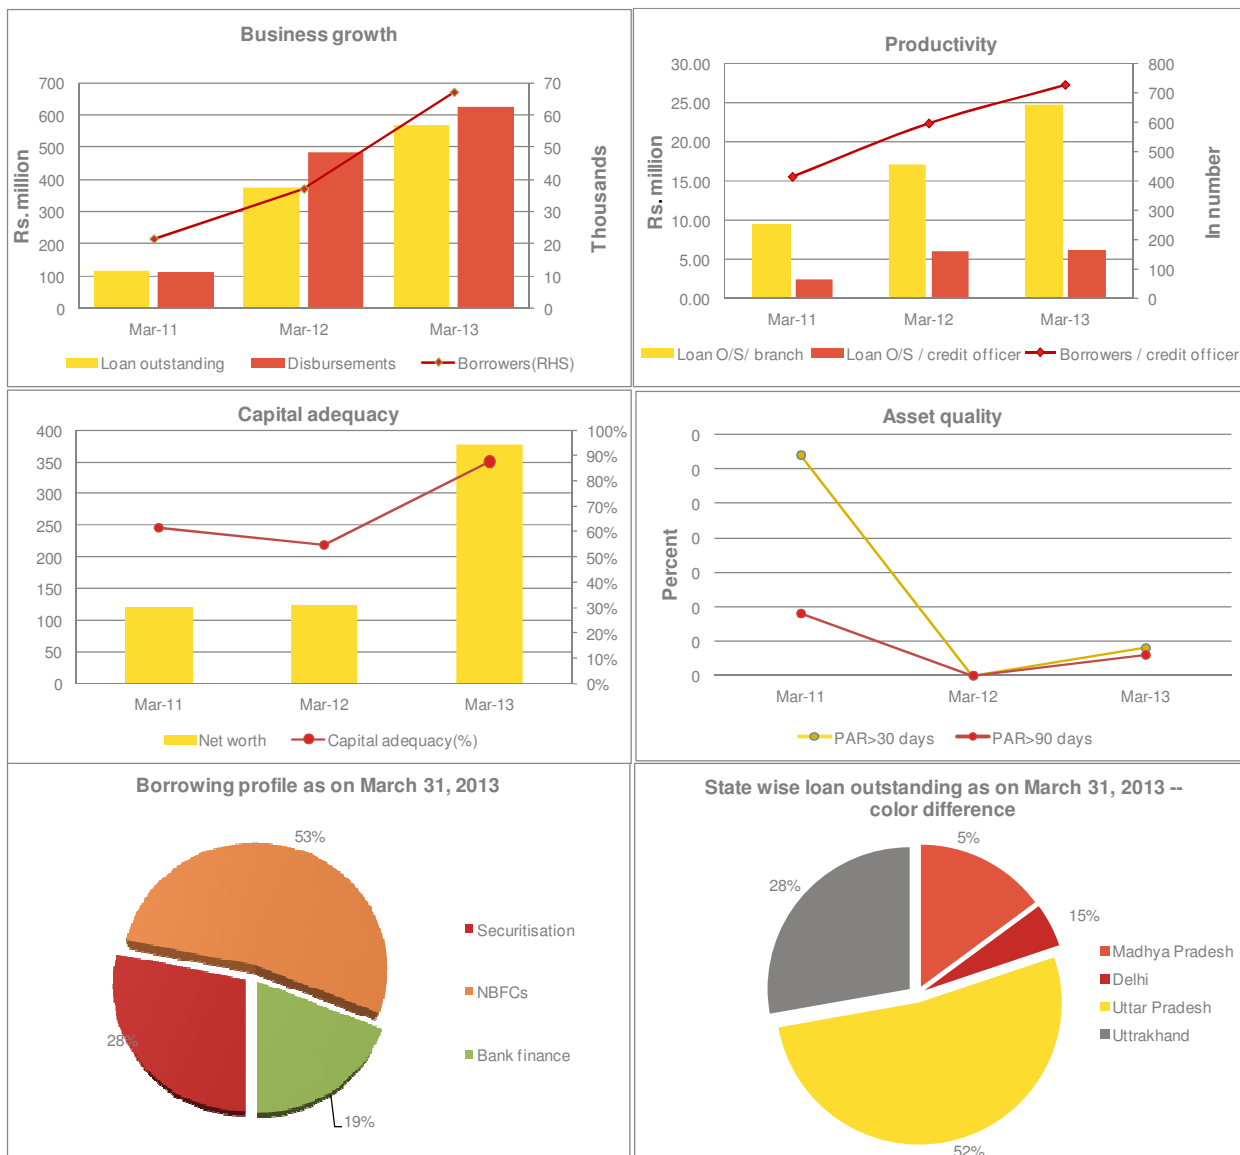 Business growth
700
600
500
400
300
200
100
0
Rs. million
70
60
50
40
30
20
10
0
Thousands
Mar-11
Mar-12
Mar-13
Loan outstanding
Disbursements
Borrowers(RHS)
Productivity
30.00
25.00
20.00
15.00
10.00
5.00
0.00
Rs. million
800
700
600
500
400
300
200
100
0
In number
Mar-11
Mar-12
Mar-13
Loan O/S/ branch
Loan O/S / credit officer
Borrowers / credit officer
Capital adequacy
400
350
300
250
200
150
100
50
0
100%
90%
80%
70%
60%
50%
40%
30%
20%
10%
0%
Mar-11
Mar-12
Mar-13
Net worth
Capital adequacy(%)
Asset quality
0
0
0
0
0
0
0
0
Percent
Mar-11
Mar-12
Mar-13
PAR>30 days
PAR>90 days
Borrowing profile as on March 31, 2013
53%
28%
19%
Securitisation
NBFCs
Bank finance
State wise loan outstanding as on March 31, 2013 --
color difference
5%
28%
15%
52%
Madhya Pradesh
Delhi
Uttar Pradesh
Uttrakhand